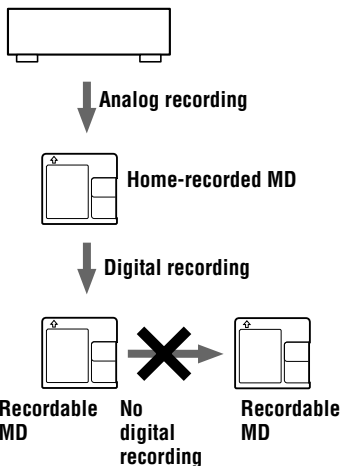 Analog recording
Home-recorded MD
Digital recording
Recordable
MD
No
digital
recording
Recordable
MD